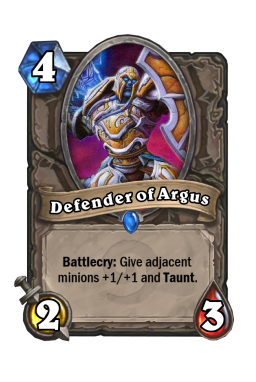 4
Defender of Argus
Battlecry: Give adjacent
minions +1/+1 and Taunt.
2
3